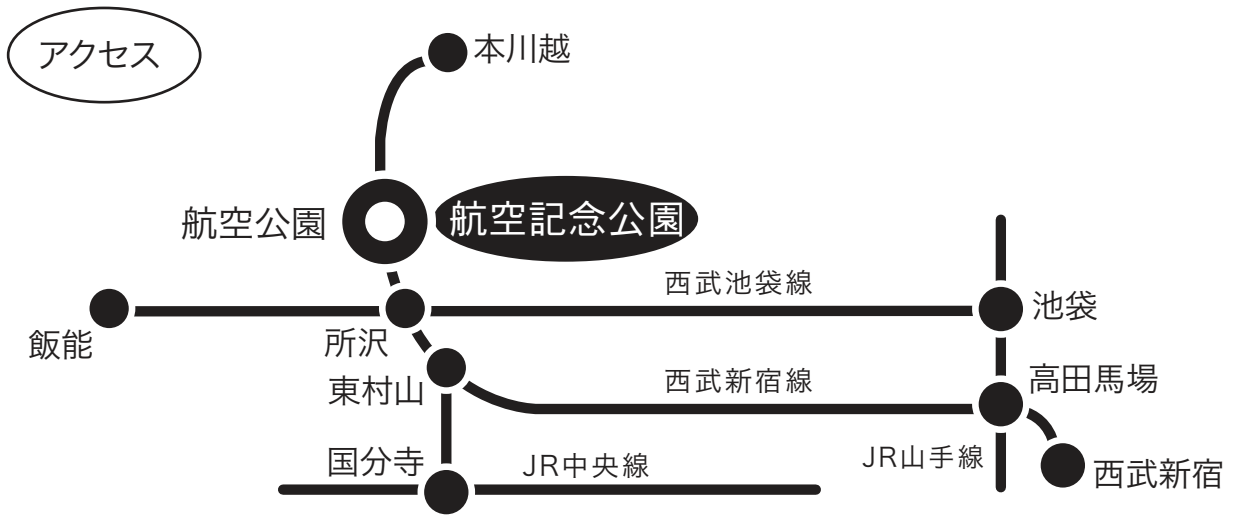 アクセス
本川越
航空公園
航空記念公園
西武池袋線
池袋
飯能
所沢
東村山
西武新宿線
高田馬場
国分寺
JR中央線
JR山手線
西武新宿